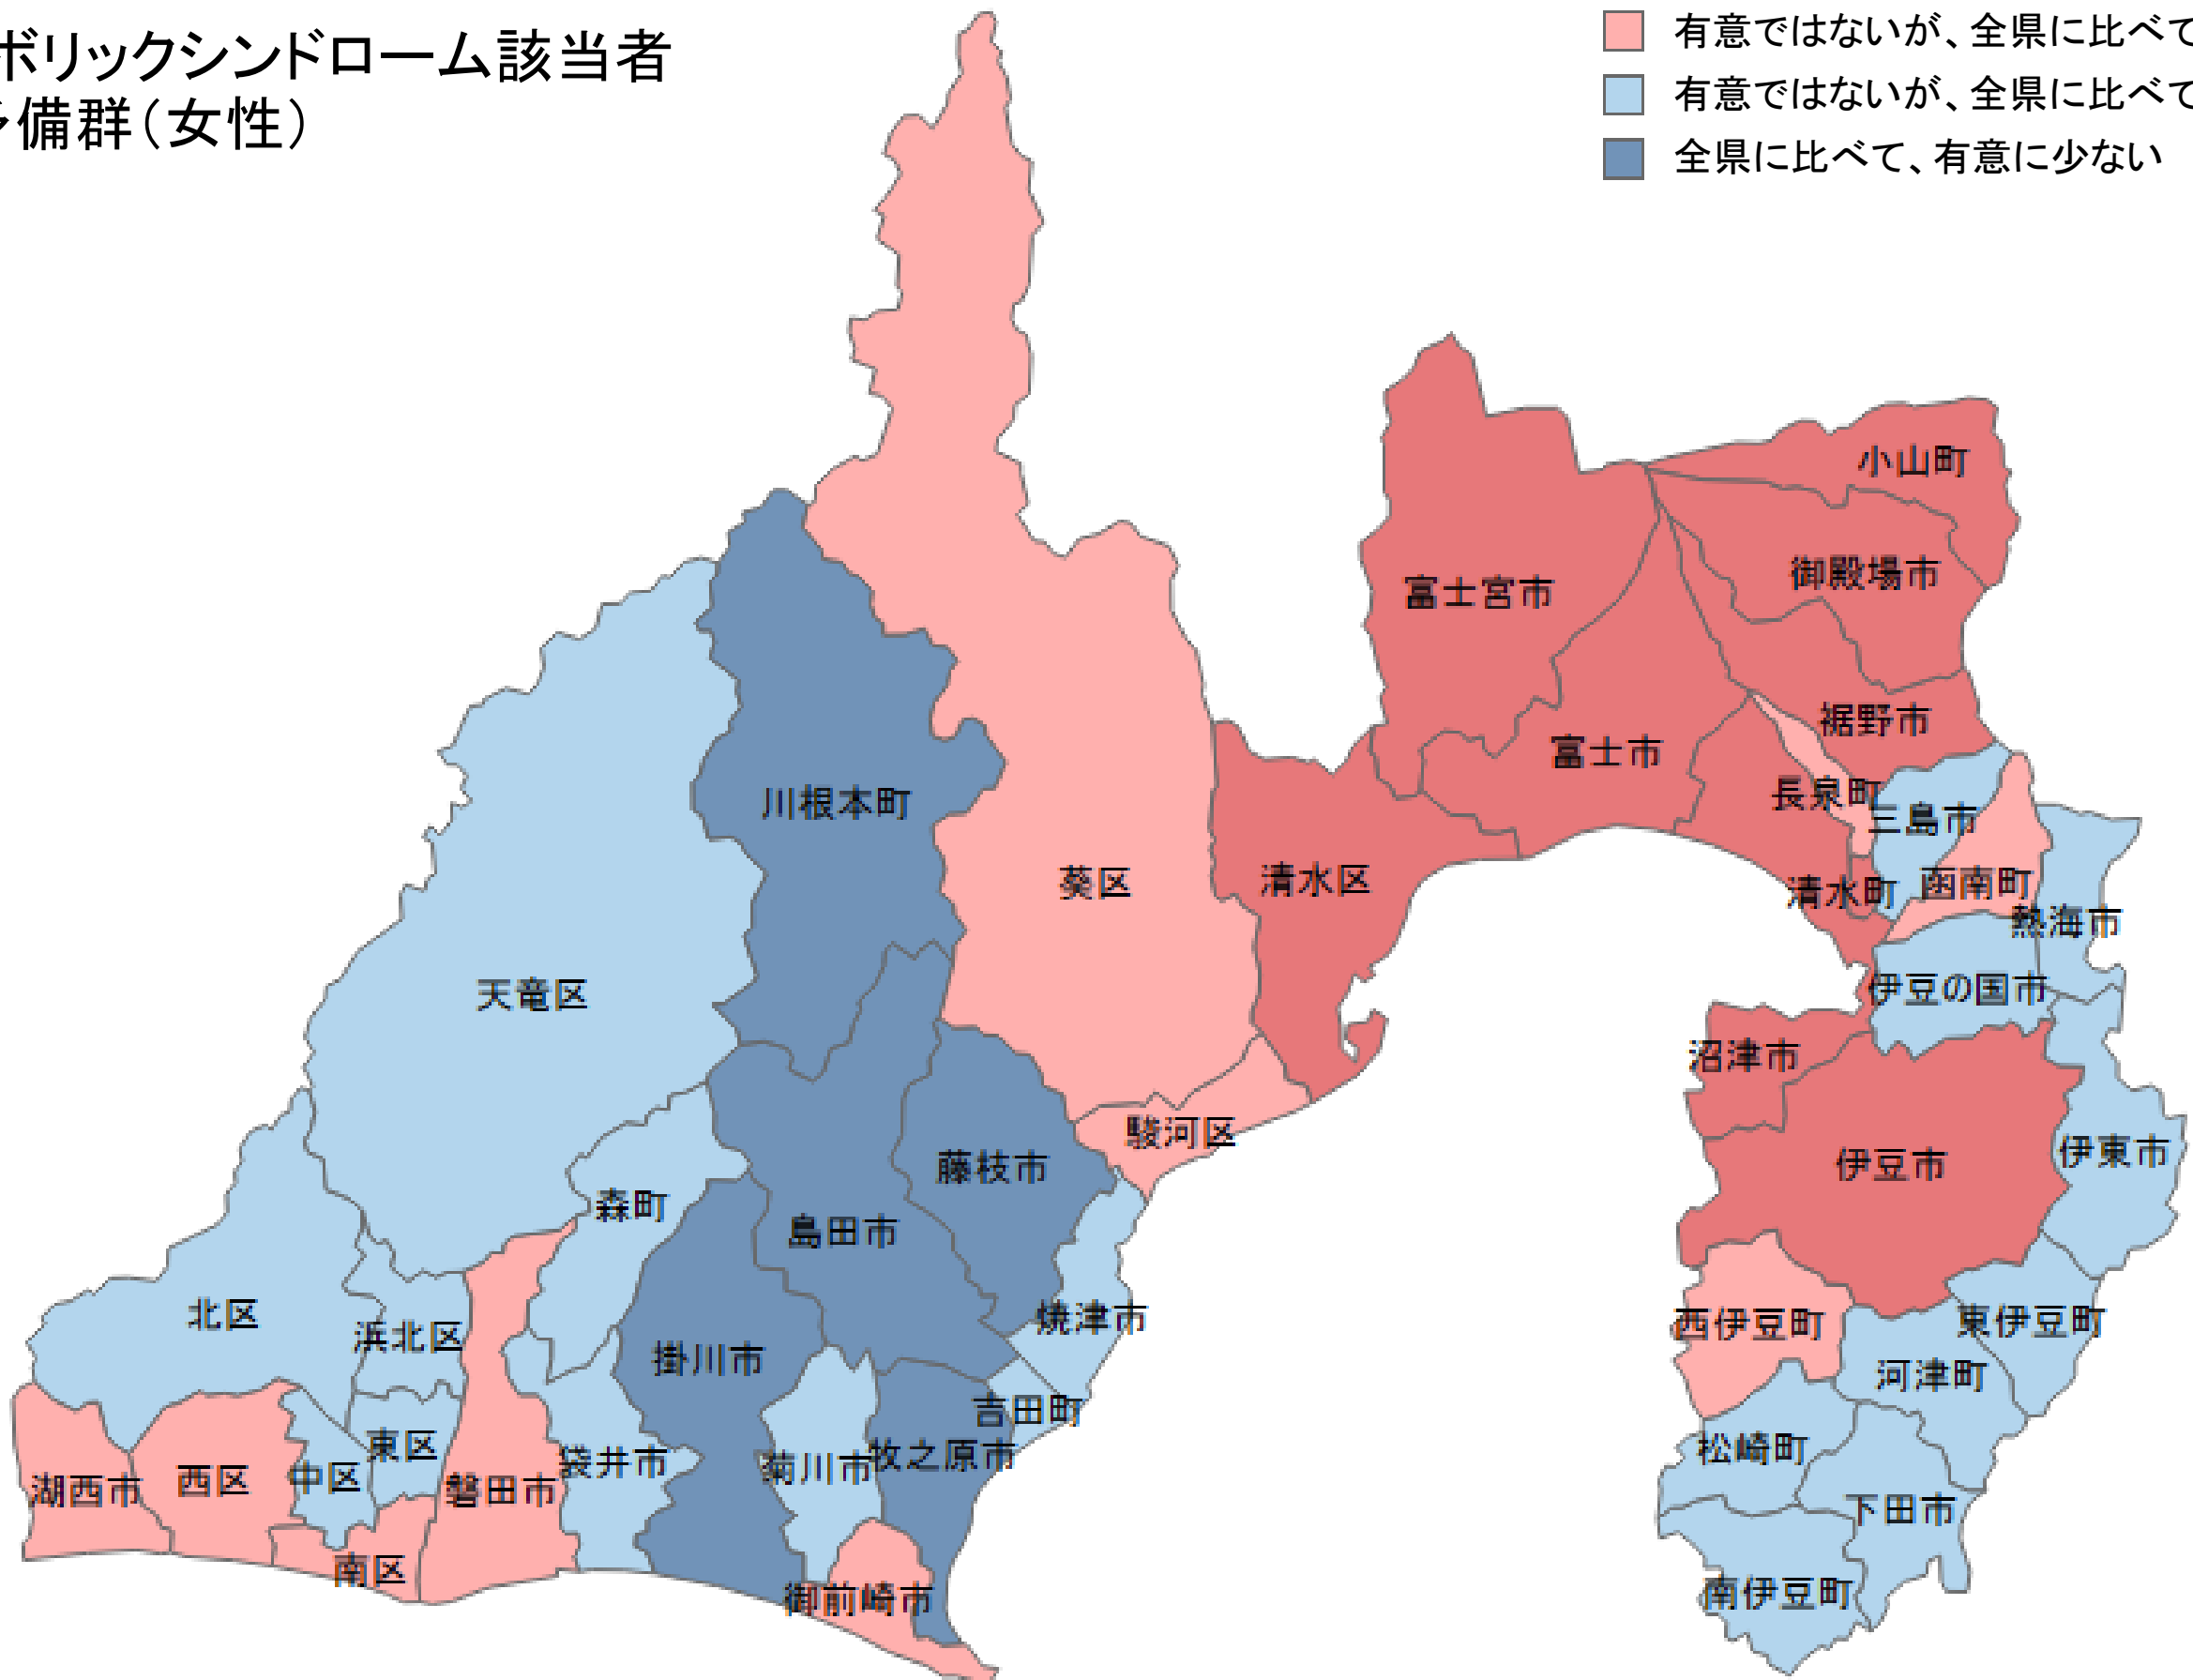 ボリックシンドローム該当者
予備群（女性）
有意ではないが、全県に比べて
有意ではないが、全県に比べて
全県に比べて、有意に少ない
小山町
御殿場市
富士宮市
裾野市
富士市
長泉町
三島市
川根本町
葵区
清水区
清水町
函南町
熱海市
天竜区
伊豆の国市
沼津市
駿河区
伊東市
藤枝市
伊豆市
森町
島田市
北区
浜北区
焼津市
西伊豆町
東伊豆町
掛川市
河津町
吉田町
東区
松崎町
牧之原市
袋井市
菊川市
中区
西区
湖西市
磐田市
下田市
南区
御前崎市
南伊豆町